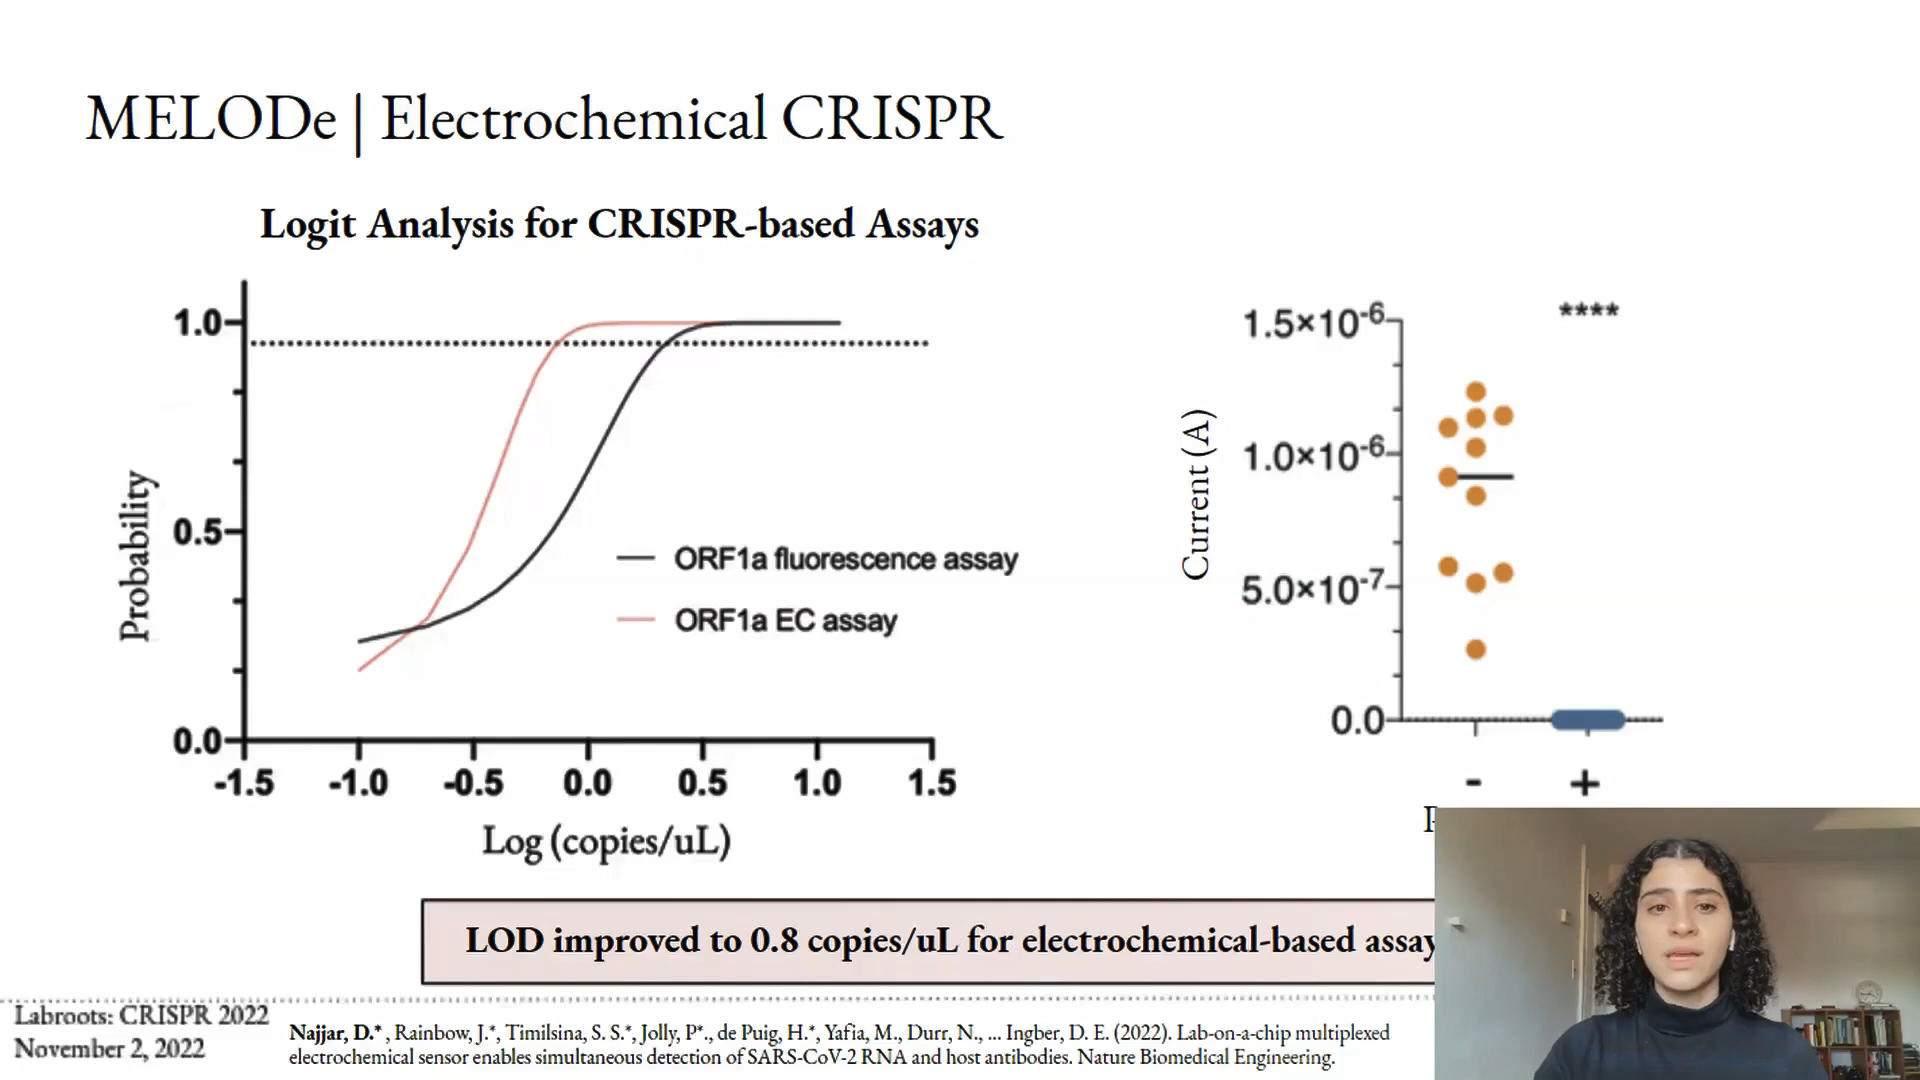 MELODe | Electrochemical CRISPR
Logit Analysis for CRISPR-based Assays
1.0
0.5
0.0
Probability
-1.5 -1.0 -0.5 0.0 0.5 1.0 1.5
Log (copies/uL)
ORF1a fluorescence assay
ORF1a EC assay
****
1.5×10-6
1.0×10-6
5.0×10-7
0.0
Current (A)
- +
LOD improved to 0.8 copies/uL for electrochemical-based assay
Labroots: CRISPR 2022
November 2, 2022
Najjar, D.*, Rainbow, J.*, Timilsina, S. S.*, Jolly, P*., de Puig, H.*, Yafia, M., Durr, N., ... Ingber, D. E. (2022). Lab-on-a-chip multiplexed
electrochemical sensor enables simultaneous detection of SARS-CoV-2 RNA and host antibodies. Nature Biomedical Engineering.